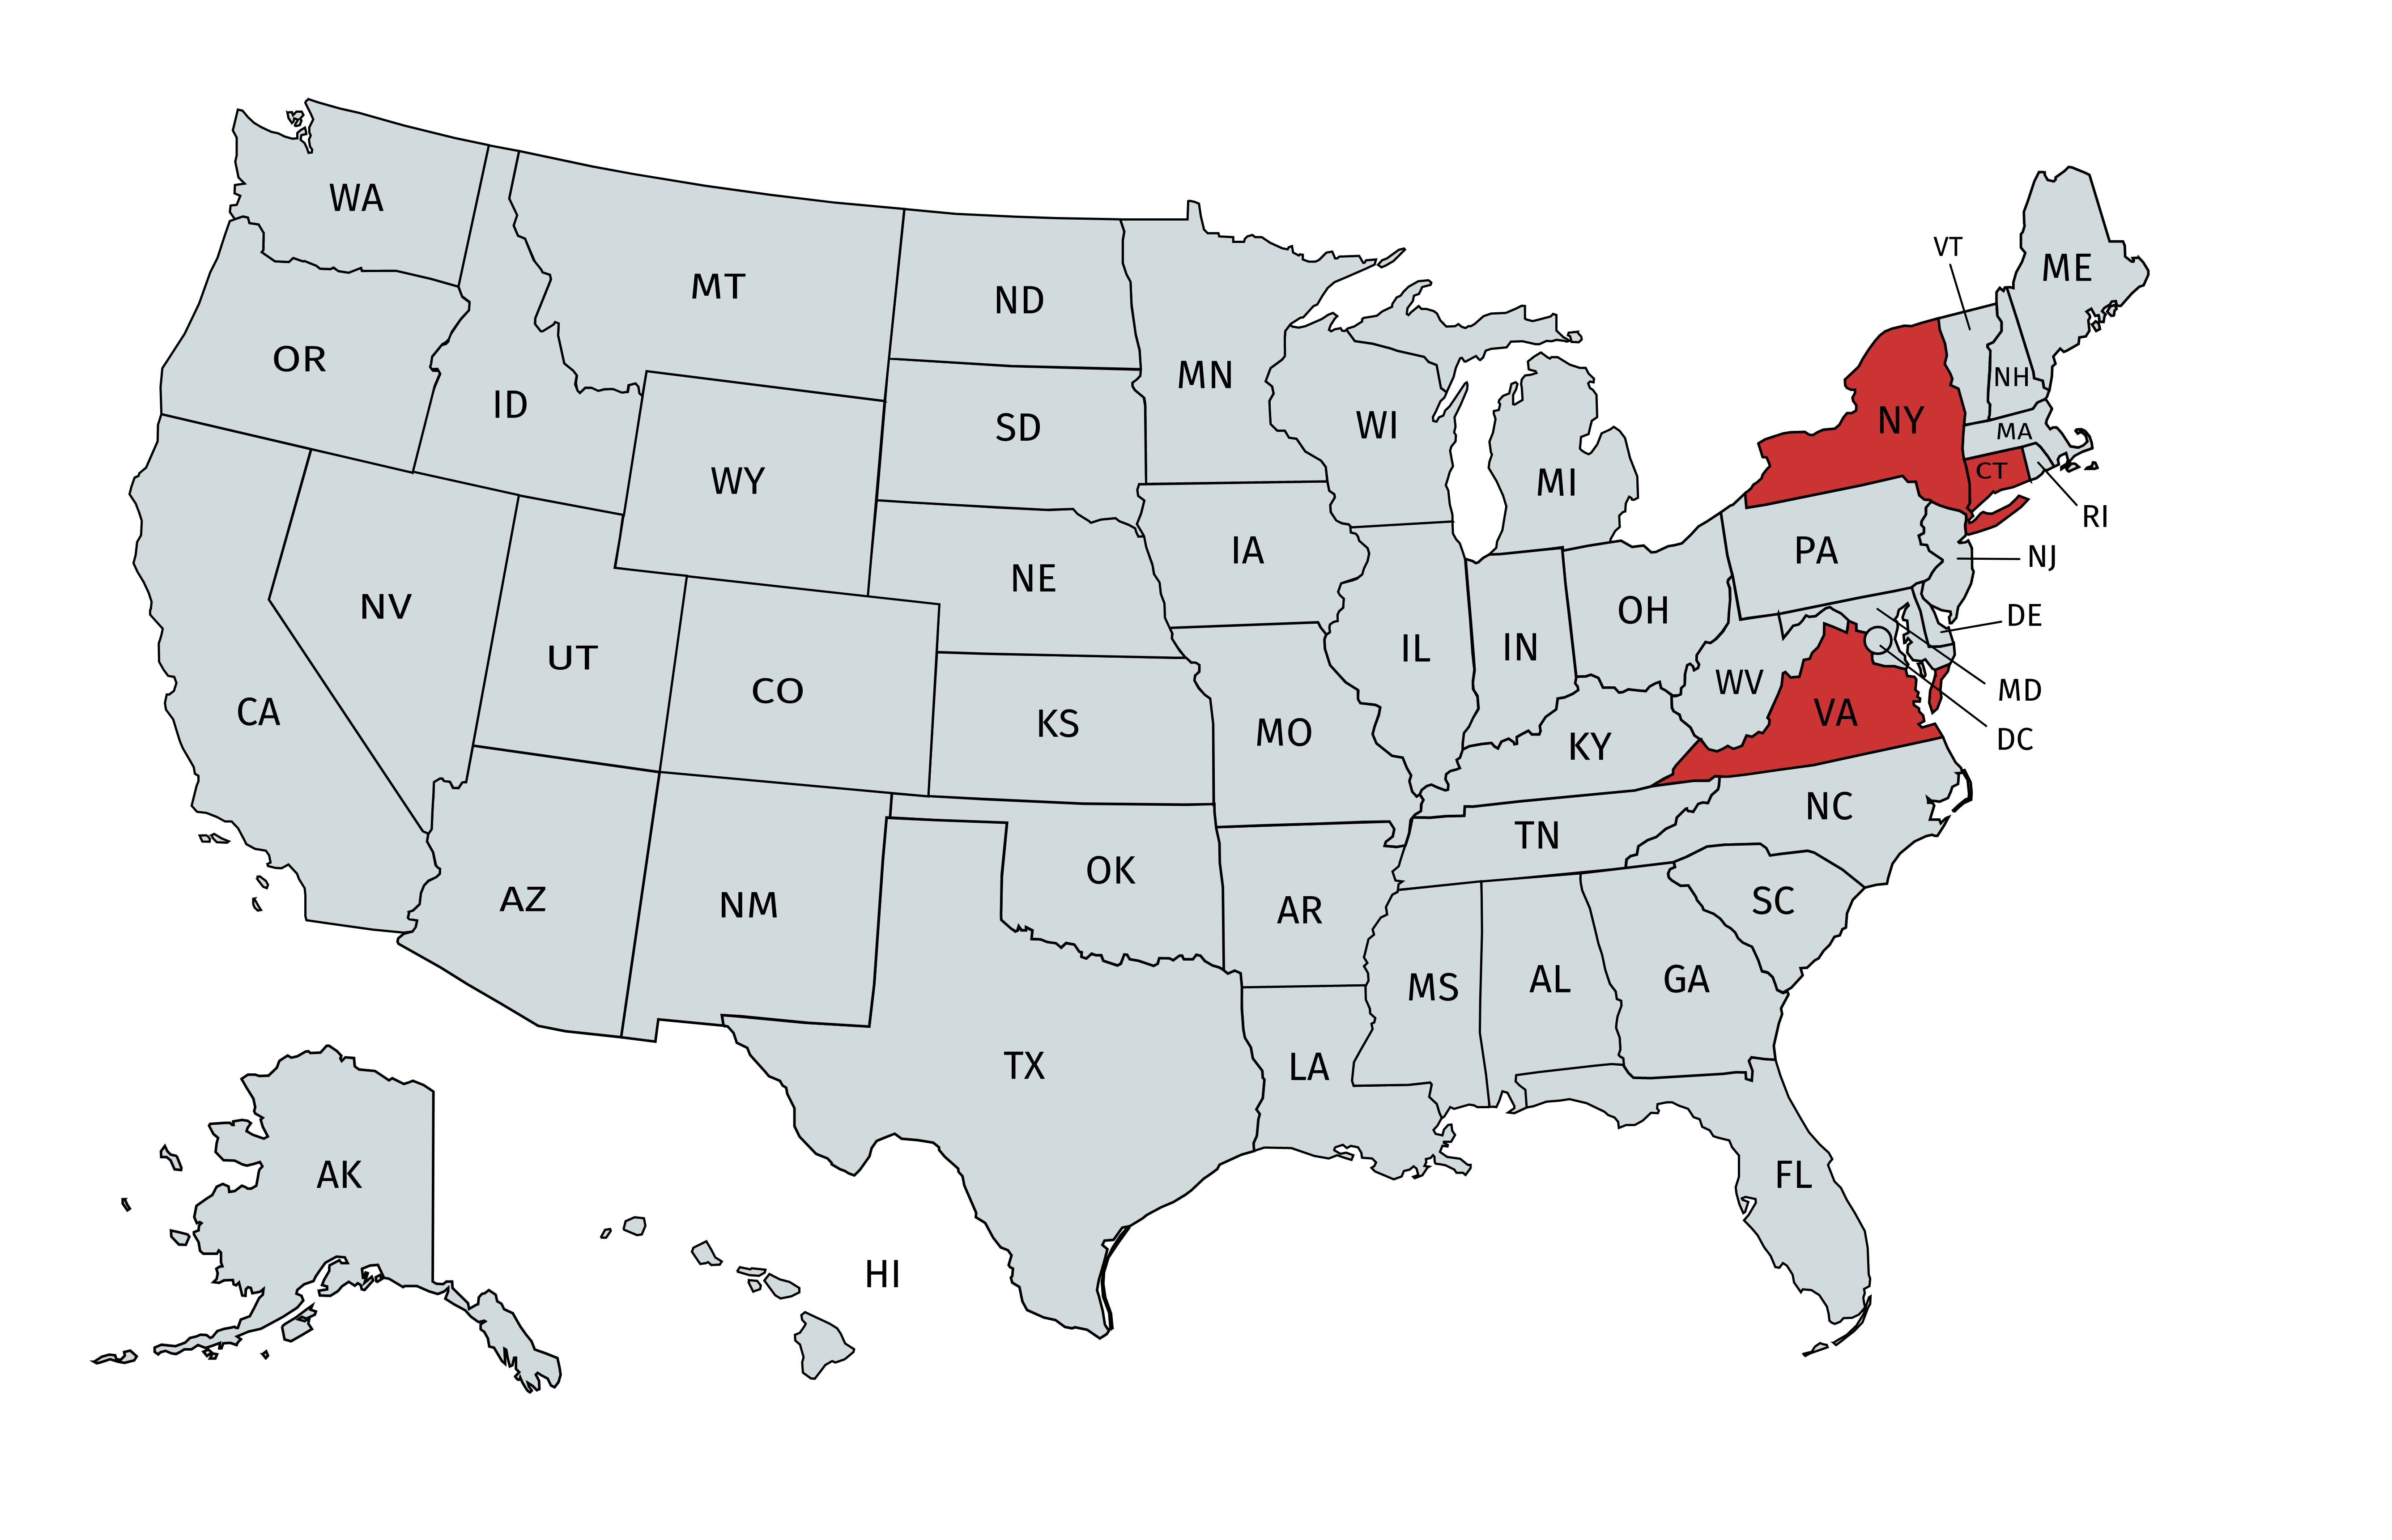 WA
MT
ND
MN
VT
ME
OR
ID
SD
WI
NH
WY
MI
NY
MA
CT
RI
IA
NE
PA
NJ
NV
UT
CO
IL
IN
OH
DE
CA
KS
MO
WV
KY
VA
MD
DC
AZ
NM
OK
AR
TN
NC
SC
MS
AL
GA
TX
LA
AK
FL
HI